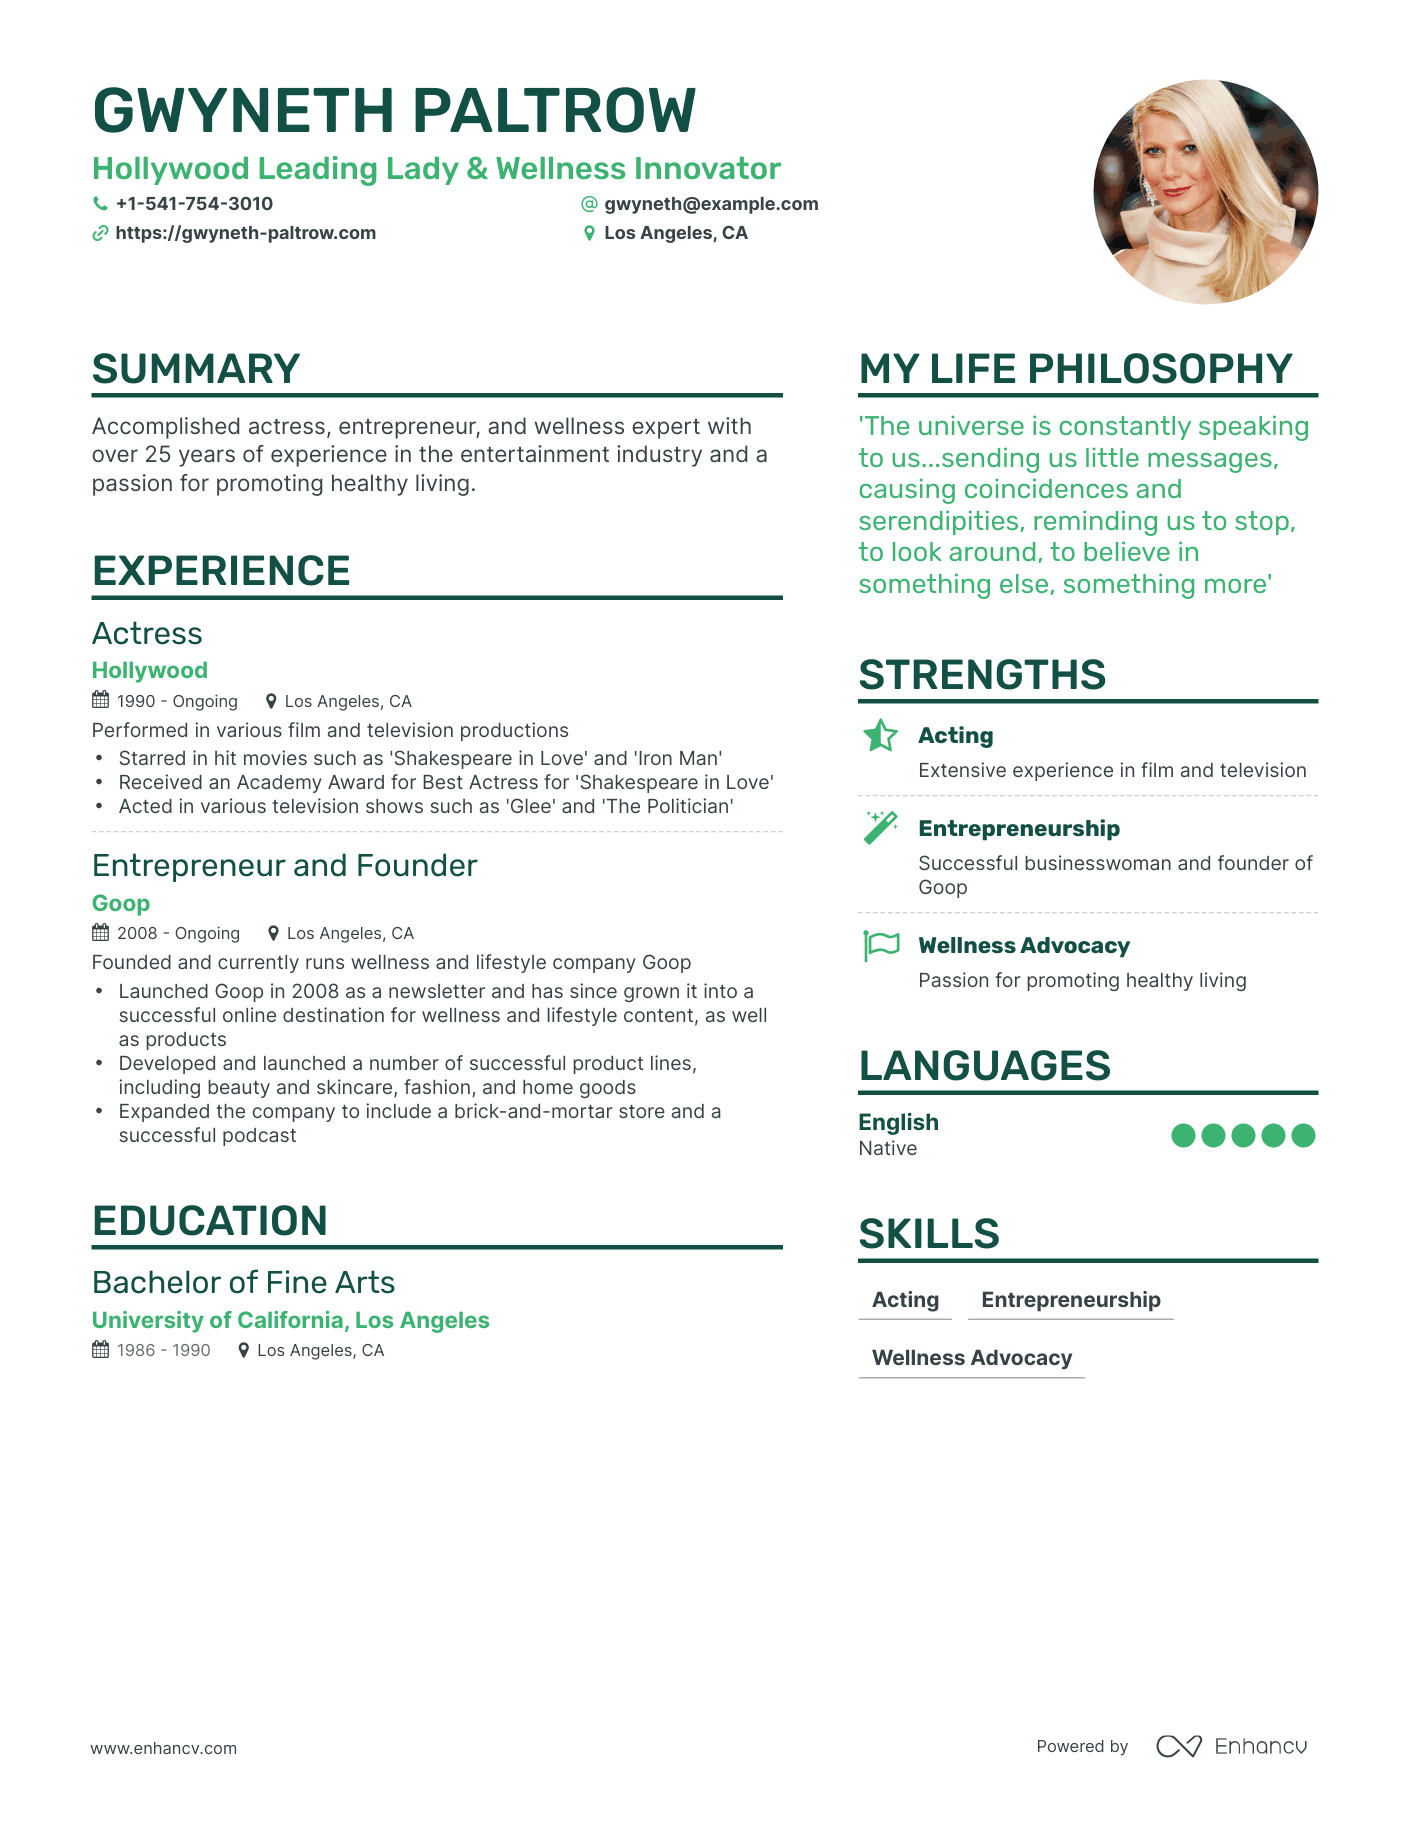 GWYNETH PALTROW
Hollywood Leading Lady & Wellness Innovator
+1-541-754-3010
gwyneth@example.com
https://gwyneth-paltrow.com
Los Angeles, CA
SUMMARY
Accomplished actress, entrepreneur, and wellness expert with
over 25 years of experience in the entertainment industry and a
passion for promoting healthy living.
EXPERIENCE
Actress
Hollywood
1990 - Ongoing Los Angeles, CA
Performed in various film and television productions
• Starred in hit movies such as 'Shakespeare in Love' and 'Iron Man'
• Received an Academy Award for Best Actress for 'Shakespeare in Love'
• Acted in various television shows such as 'Glee' and 'The Politician'
Entrepreneur and Founder
Goop
2008 - Ongoing Los Angeles, CA
Founded and currently runs wellness and lifestyle company Goop
• Launched Goop in 2008 as a newsletter and has since grown it into a
successful online destination for wellness and lifestyle content, as well
as products
• Developed and launched a number of successful product lines,
including beauty and skincare, fashion, and home goods
• Expanded the company to include a brick-and-mortar store and a
successful podcast
EDUCATION
Bachelor of Fine Arts
University of California, Los Angeles
1986 - 1990 Los Angeles, CA
MY LIFE PHILOSOPHY
'The universe is constantly speaking
to us...sending us little messages,
causing coincidences and
serendipities, reminding us to stop,
to look around, to believe in
something else, something more'
STRENGTHS
Acting
Extensive experience in film and television
Entrepreneurship
Successful businesswoman and founder of
Goop
Wellness Advocacy
Passion for promoting healthy living
LANGUAGES
English
Native
SKILLS
Acting Entrepreneurship
Wellness Advocacy
www.enhancv.com
Powered by Enhancv